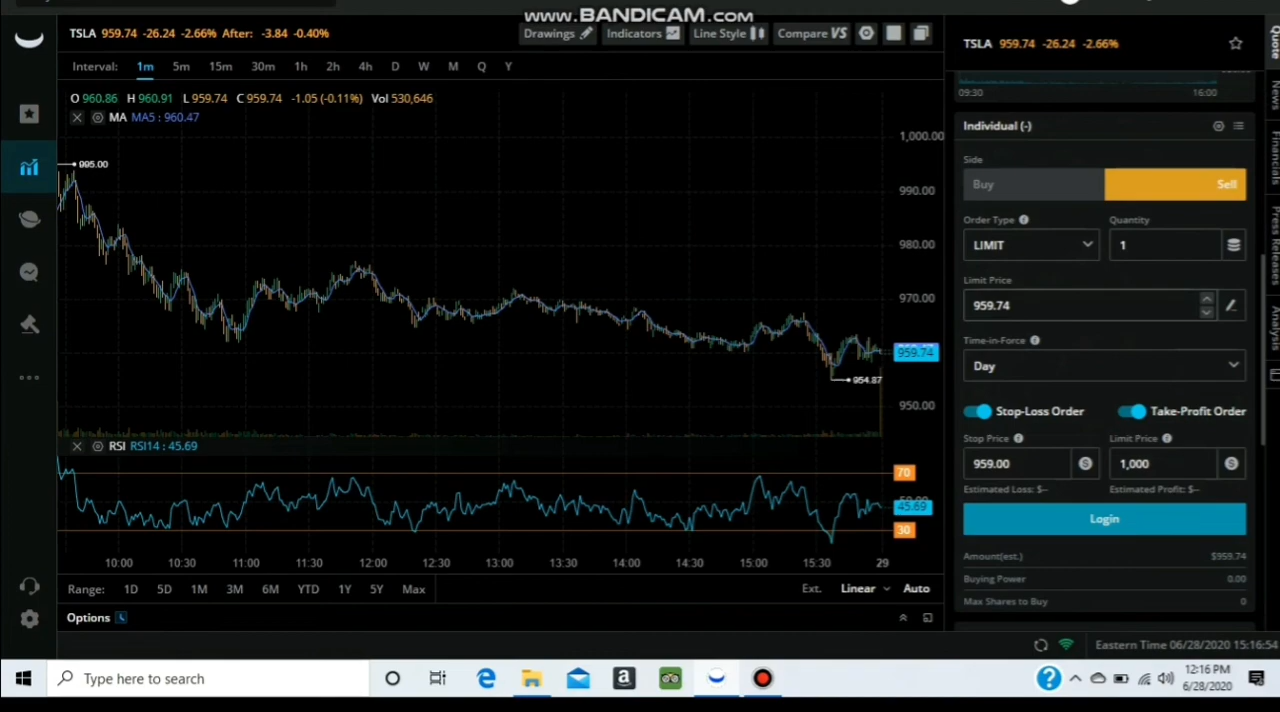 www.BANDICAM.com
TSLA 959.74 -26.24 -2.66% After: -3.84 -0.40%
Drawings Indicators Line Style Compare VS
Interval: 1m 5m 15m 30m 1h 2h 4h D W M Q Y
O 960.86 H 960.91 L 959.74 C 959.74 -1.05 (-0.11%) Vol 530,646
MA MA5: 960.47
995.00
1,000.00
990.00
980.00
970.00
959.74
954.87
950.00
RSI RSI14 : 45.69
70
45.69
30
10:00 10:30 11:00 11:30 12:00 12:30 13:00 13:30 14:00 14:30 15:00 15:30 29
Range: 1D 5D 1M 3M 6M YTD 1Y 5Y Max Ext. Linear Auto
Options
TSLA 959.74 -26.24 -2.66%
09:30 16:00
Individual (-)
Side
Buy Sell
Order Type Quantity
LIMIT 1
Limit Price
959.74
Time-in-Force
Day
Stop-Loss Order Take-Profit Order
Stop Price Limit Price
959.00 1,000
Estimated Loss: $-- Estimated Profit: $--
Login
Amount(est.) $959.74
Buying Power 0.00
Max Shares to Buy 0
Quote
News
Financials
Press Releases
Analysis
Eastern Time 06/28/2020 15:16:54
Type here to search
12:16 PM
6/28/2020